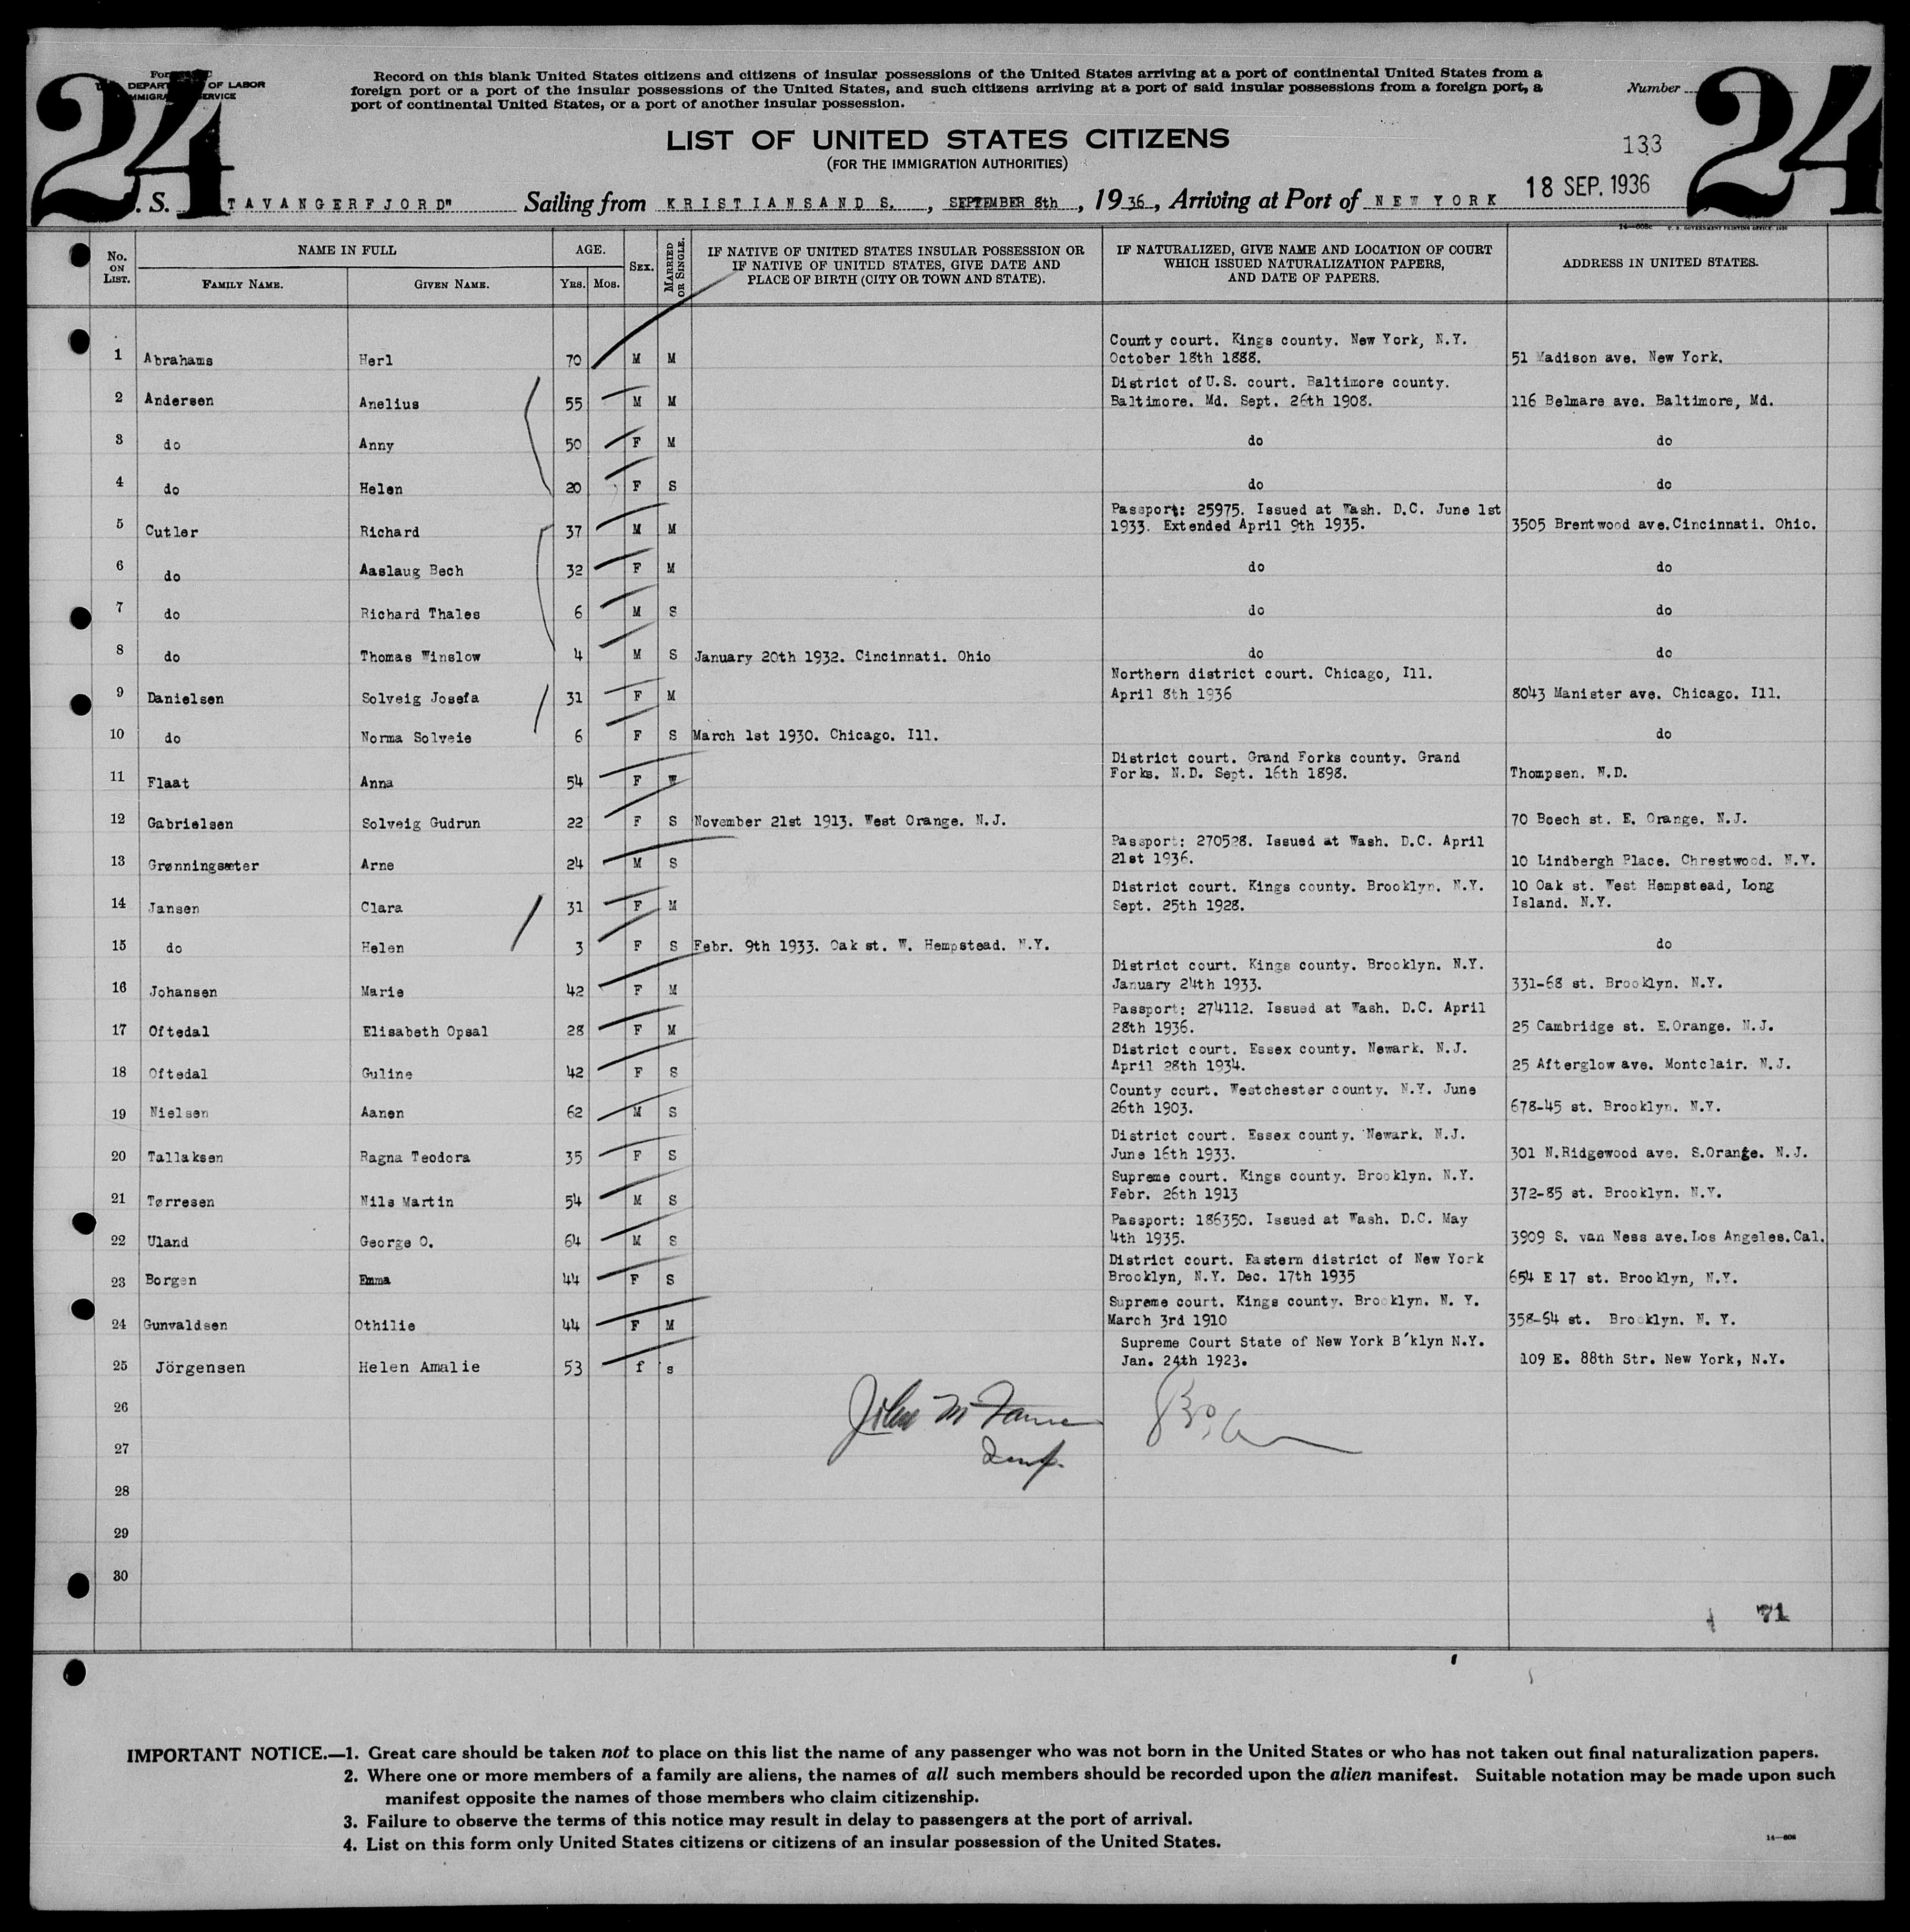 24
24
Record on this blank United States citizens and citizens of insular possessions of the United States arriving at a port of continental United States from a
foreign port or a port of the insular possessions of the United States, and such citizens arriving at a port of said insular possessions from a foreign port, a
port of continental United States, or a port of another insular possession.
OF LABOR
Number
LIST OF UNITED STATES CITIZENS
(FOR THE IMMIGRATION AUTHORITIES)
133
18 SEP. 1936
. S. TAVANGERFJORD" Sailing from KRISTIANSAND S., SEPTEMBER 8th, 1936, Arriving at Port of NEW YORK
No. ON LIST. NAME IN FULL AGE. SEX. MARRIED OR SINGLE. IF NATIVE OF UNITED STATES INSULAR POSSESSION OR IF NATIVE OF UNITED STATES, GIVE DATE AND PLACE OF BIRTH (CITY OR TOWN AND STATE). IF NATURALIZED, GIVE NAME AND LOCATION OF COURT WHICH ISSUED NATURALIZATION PAPERS, AND DATE OF PAPERS. ADDRESS IN UNITED STATES.
FAMILY NAME. GIVEN NAME. YRS. MOS.
County court. Kings county. New York, N.Y.
1 Abrahams Herl 70 M M October 18th 1888. 51 Madison ave. New York.
District of U.S. court. Baltimore county.
2 Andersen Anelius 55 M M Baltimore. Md. Sept. 26th 1908. 116 Belmare ave. Baltimore, Md.
3 do Anny 50 F M do do
4 do Helen 20 F S do do
Passport: 25975. Issued at Wash. D.C. June 1st
5 Cutler Richard 37 M M 1933. Extended April 9th 1935. 3505 Brentwood ave. Cincinnati. Ohio.
6 do Aaslaug Bech 32 F M do do
7 do Richard Thales 6 M S do do
8 do Thomas Winslow 4 M S January 20th 1932. Cincinnati. Ohio do do
Northern district court. Chicago, Ill.
9 Danielsen Solveig Josefa 31 F M April 8th 1936 8043 Manister ave. Chicago. Ill.
10 do Norma Solveie 6 F S March 1st 1930. Chicago. Ill. do
District court. Grand Forks county. Grand
11 Flaat Anna 54 F W Forks. N.D. Sept. 16th 1898. Thompsen. N.D.
12 Gabrielsen Solveig Gudrun 22 F S November 21st 1913. West Orange. N.J. 70 Beech st. E. Orange. N.J.
Passport: 270528. Issued at Wash. D.C. April
13 Grønningsæter Arne 24 M S 21st 1936. 10 Lindbergh Place. Chrestwood. N.Y.
District court. Kings county. Brooklyn. N.Y. 10 Oak st. West Hempstead, Long
14 Jansen Clara 31 F M Sept. 25th 1928. Island. N.Y.
15 do Helen 3 F S Febr. 9th 1933. Oak st. W. Hempstead. N.Y. do
District court. Kings county. Brooklyn. N.Y.
16 Johansen Marie 42 F M January 24th 1933. 331-68 st. Brooklyn. N.Y.
Passport: 274112. Issued at Wash. D.C. April
17 Oftedal Elisabeth Opsal 28 F M 28th 1936. 25 Cambridge st. E.Orange. N.J.
District court. Essex county. Newark. N.J.
18 Oftedal Guline 42 F S April 28th 1934. 25 Afterglow ave. Montclair. N.J.
County court. Westchester county. N.Y. June
19 Nielsen Aanen 62 M S 26th 1903. 678-45 st. Brooklyn. N.Y.
District court. Essex county. Newark. N.J.
20 Tallaksen Ragna Teodora 35 F S June 16th 1933. 301 N.Ridgewood ave. S.Orange. N.J.
Supreme court. Kings county. Brooklyn. N.Y.
21 Tørresen Nils Martin 54 M S Febr. 26th 1913 372-85 st. Brooklyn. N.Y.
Passport: 186350. Issued at Wash. D.C. May
22 Uland George O. 64 M S 4th 1935. 3909 S. van Ness ave. Los Angeles. Cal.
District court. Eastern district of New York
23 Borgen Emma 44 F S Brooklyn, N.Y. Dec. 17th 1935 654 E 17 st. Brooklyn, N.Y.
Supreme court. Kings county. Brooklyn. N. Y.
24 Gunvaldsen Othilie 44 F M March 3rd 1910 358-54 st. Brooklyn. N. Y.
Supreme Court State of New York B'klyn N.Y.
25 Jörgensen Helen Amalie 53 f s Jan. 24th 1923. 109 E. 88th Str. New York, N.Y.
26
27
28
29
30
71
IMPORTANT NOTICE.—1. Great care should be taken not to place on this list the name of any passenger who was not born in the United States or who has not taken out final naturalization papers.
2. Where one or more members of a family are aliens, the names of all such members should be recorded upon the alien manifest. Suitable notation may be made upon such
manifest opposite the names of those members who claim citizenship.
3. Failure to observe the terms of this notice may result in delay to passengers at the port of arrival.
4. List on this form only United States citizens or citizens of an insular possession of the United States.